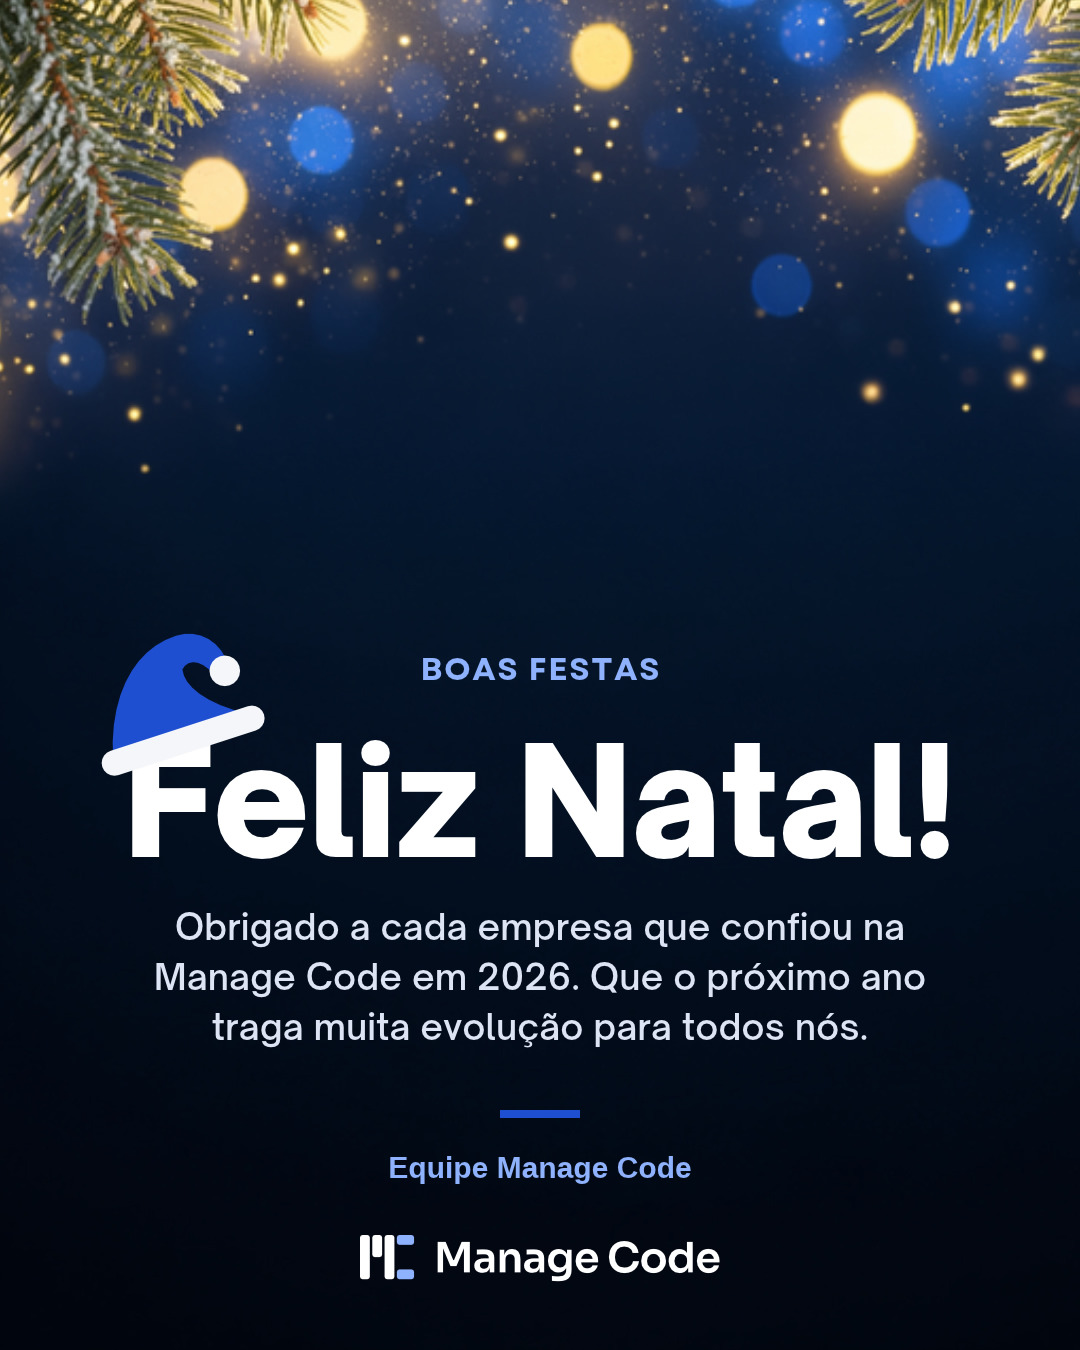 BOAS FESTAS
Feliz Natal!
Obrigado a cada empresa que confiou na
Manage Code em 2026. Que o próximo ano
traga muita evolução para todos nós.
Equipe Manage Code
MC Manage Code